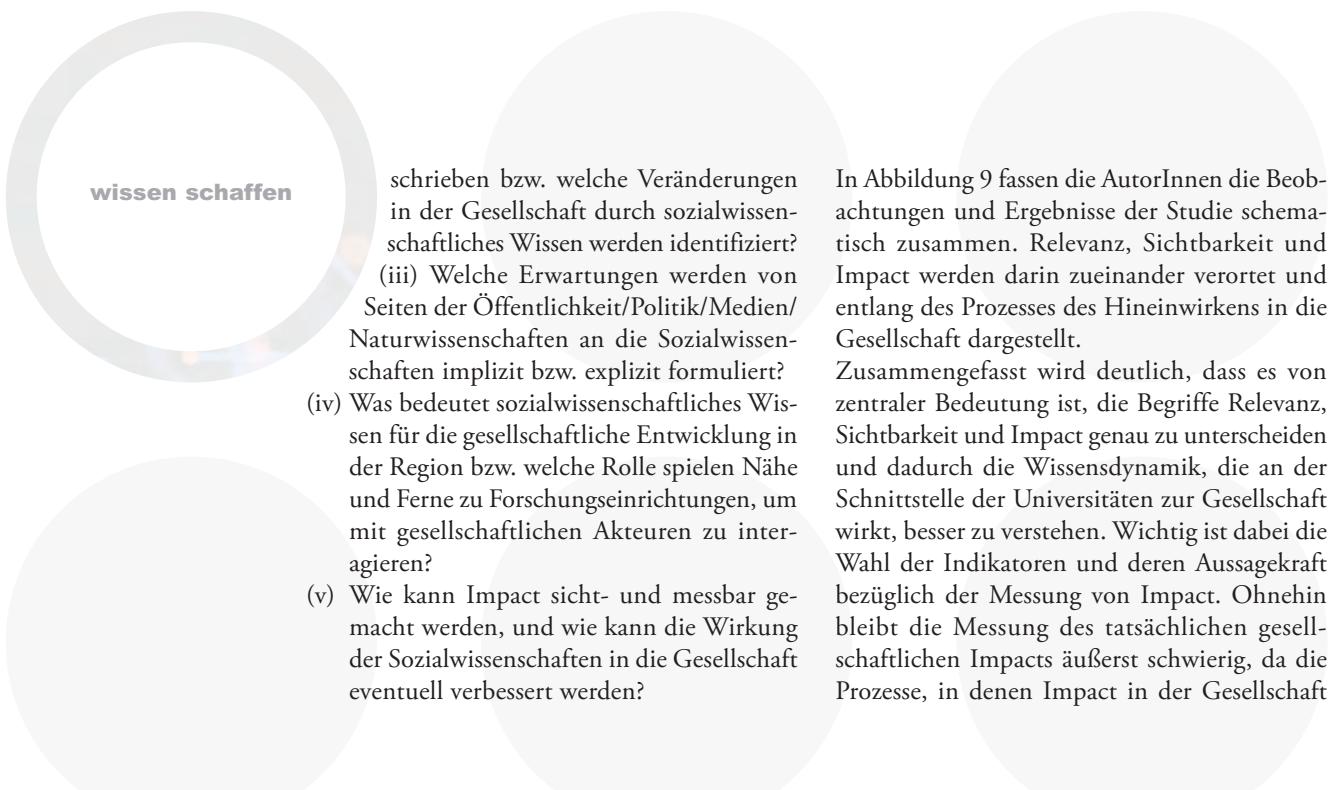 wissen schaffen
schrieben bzw. welche Veränderungen
in der Gesellschaft durch sozialwissen-
schaftliches Wissen werden identifiziert?
(iii) Welche Erwartungen werden von
Seiten der Öffentlichkeit/Politik/Medien/
Naturwissenschaften an die Sozialwissen-
schaften implizit bzw. explizit formuliert?
(iv) Was bedeutet sozialwissenschaftliches Wis-
sen für die gesellschaftliche Entwicklung in
der Region bzw. welche Rolle spielen Nähe
und Ferne zu Forschungseinrichtungen, um
mit gesellschaftlichen Akteuren zu inter-
agieren?
(v) Wie kann Impact sicht- und messbar ge-
macht werden, und wie kann die Wirkung
der Sozialwissenschaften in die Gesellschaft
eventuell verbessert werden?
In Abbildung 9 fassen die AutorInnen die Beob-
achtungen und Ergebnisse der Studie schema-
tisch zusammen. Relevanz, Sichtbarkeit und
Impact werden darin zueinander verortet und
entlang des Prozesses des Hineinwirkens in die
Gesellschaft dargestellt.
Zusammengefasst wird deutlich, dass es von
zentraler Bedeutung ist, die Begriffe Relevanz,
Sichtbarkeit und Impact genau zu unterscheiden
und dadurch die Wissensdynamik, die an der
Schnittstelle der Universitäten zur Gesellschaft
wirkt, besser zu verstehen. Wichtig ist dabei die
Wahl der Indikatoren und deren Aussagekraft
bezüglich der Messung von Impact. Ohnehin
bleibt die Messung des tatsächlichen gesell-
schaftlichen Impacts äußerst schwierig, da die
Prozesse, in denen Impact in der Gesellschaft